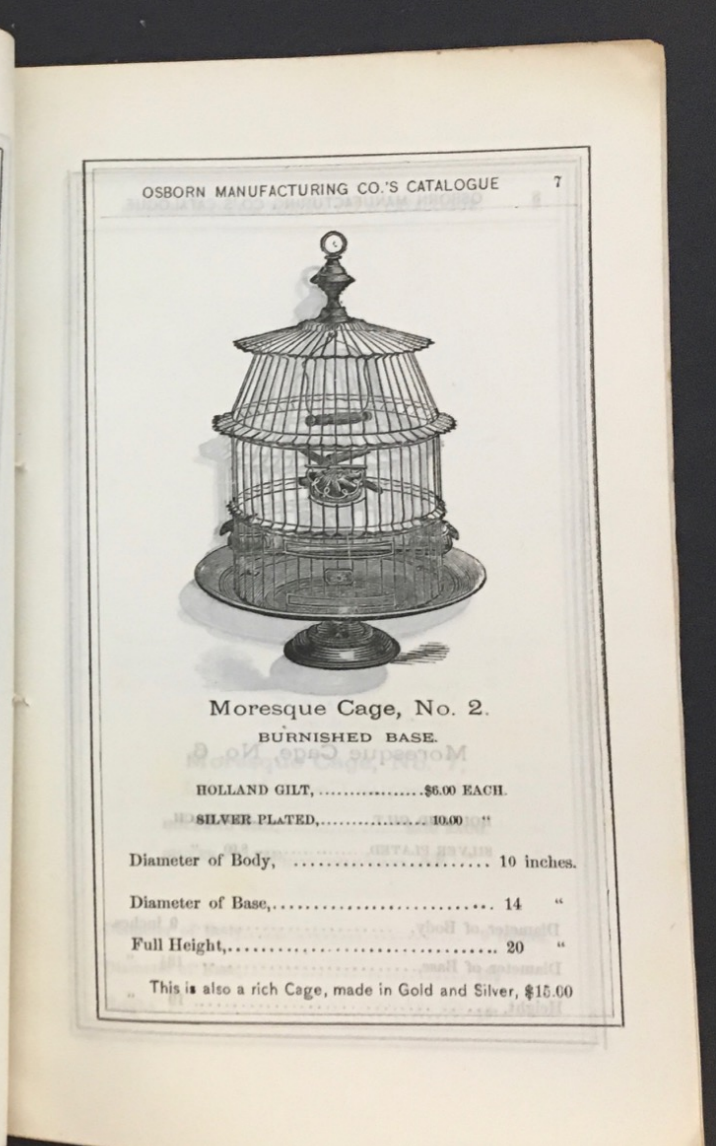 OSBORN MANUFACTURING CO.'S CATALOGUE 7
Moresque Cage, No. 2.
BURNISHED BASE.
HOLLAND GILT, ................$6.00 EACH.
SILVER PLATED,................ 10.00 "
Diameter of Body, ......................... 10 inches.
Diameter of Base,............................ 14 "
Full Height,.................................. 20 "
This is also a rich Cage, made in Gold and Silver, $15.00